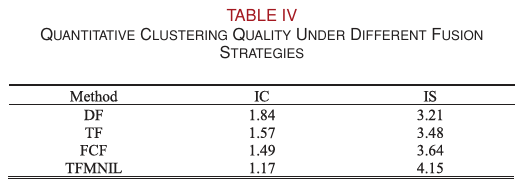 TABLE IV
QUANTITATIVE CLUSTERING QUALITY UNDER DIFFERENT FUSION
STRATEGIES
Method IC IS
DF 1.84 3.21
TF 1.57 3.48
FCF 1.49 3.64
TFMNIL 1.17 4.15